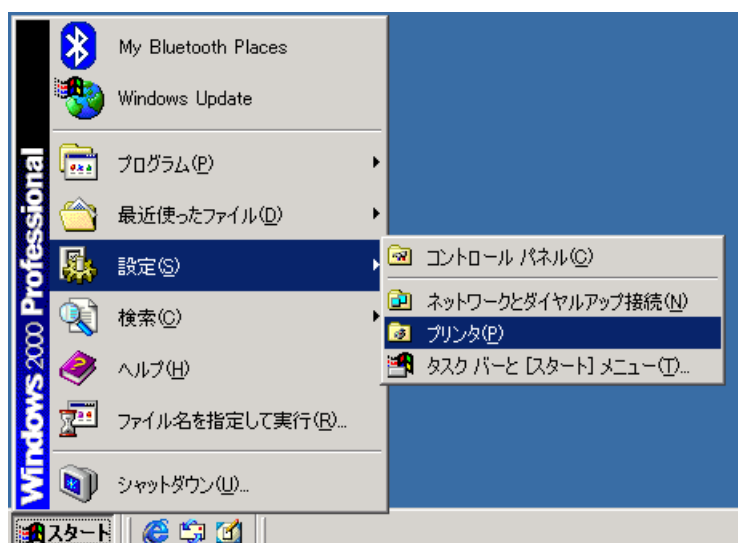 Windows 2000 Professional
My Bluetooth Places
Windows Update
プログラム(P)
最近使ったファイル(D)
設定(S)
検索(C)
ヘルプ(H)
ファイル名を指定して実行(R)...
シャットダウン(U)...
コントロール パネル(C)
ネットワークとダイヤルアップ接続(N)
プリンタ(P)
タスク バーと [スタート] メニュー(T)...
スタート